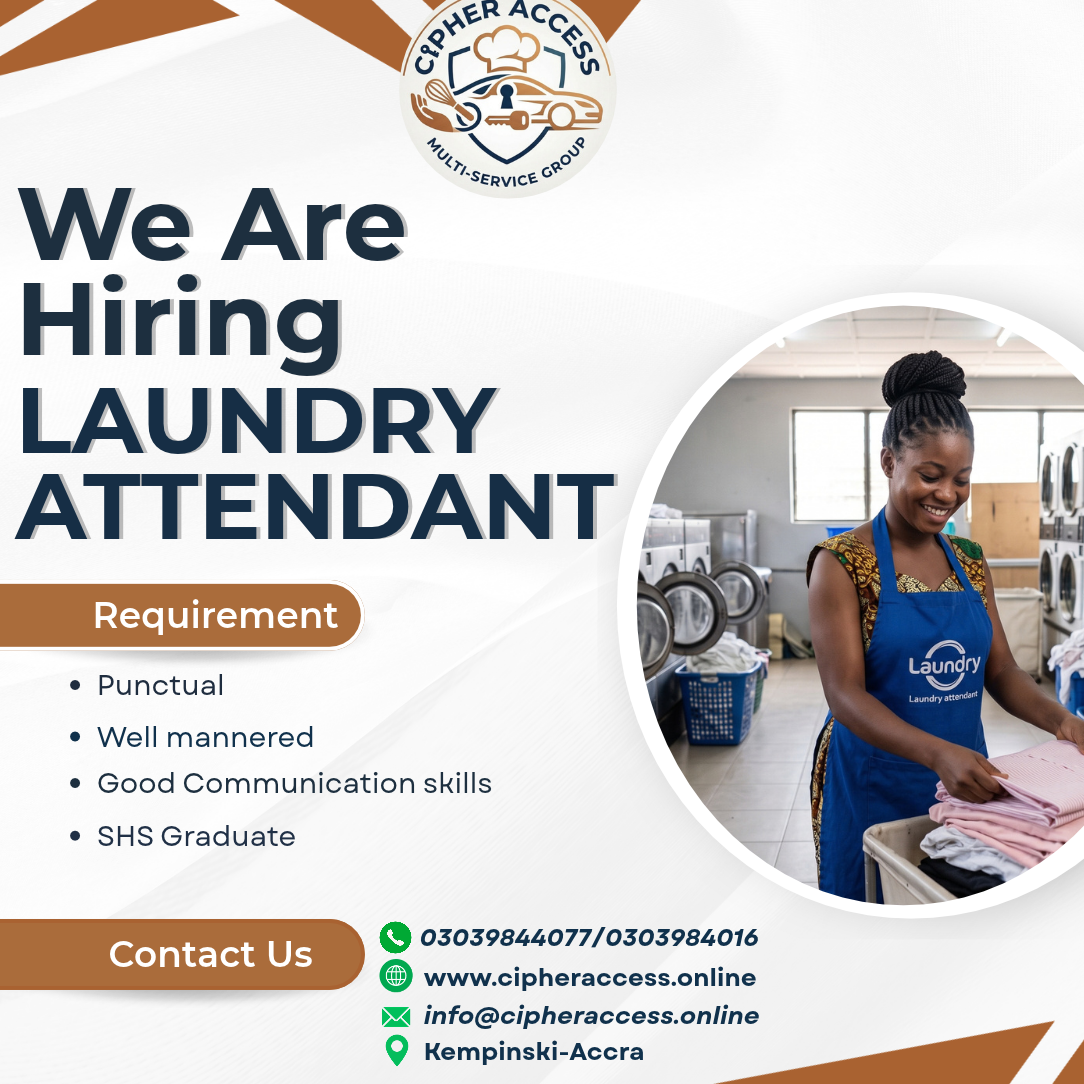 CIPHER ACCESS
MULTI-SERVICE GROUP
We Are
Hiring
LAUNDRY
ATTENDANT
Requirement
• Punctual
• Well mannered
• Good Communication skills
• SHS Graduate
Laundry
Laundry attendant
Contact Us
03039844077/0303984016
www.cipheraccess.online
info@cipheraccess.online
Kempinski-Accra